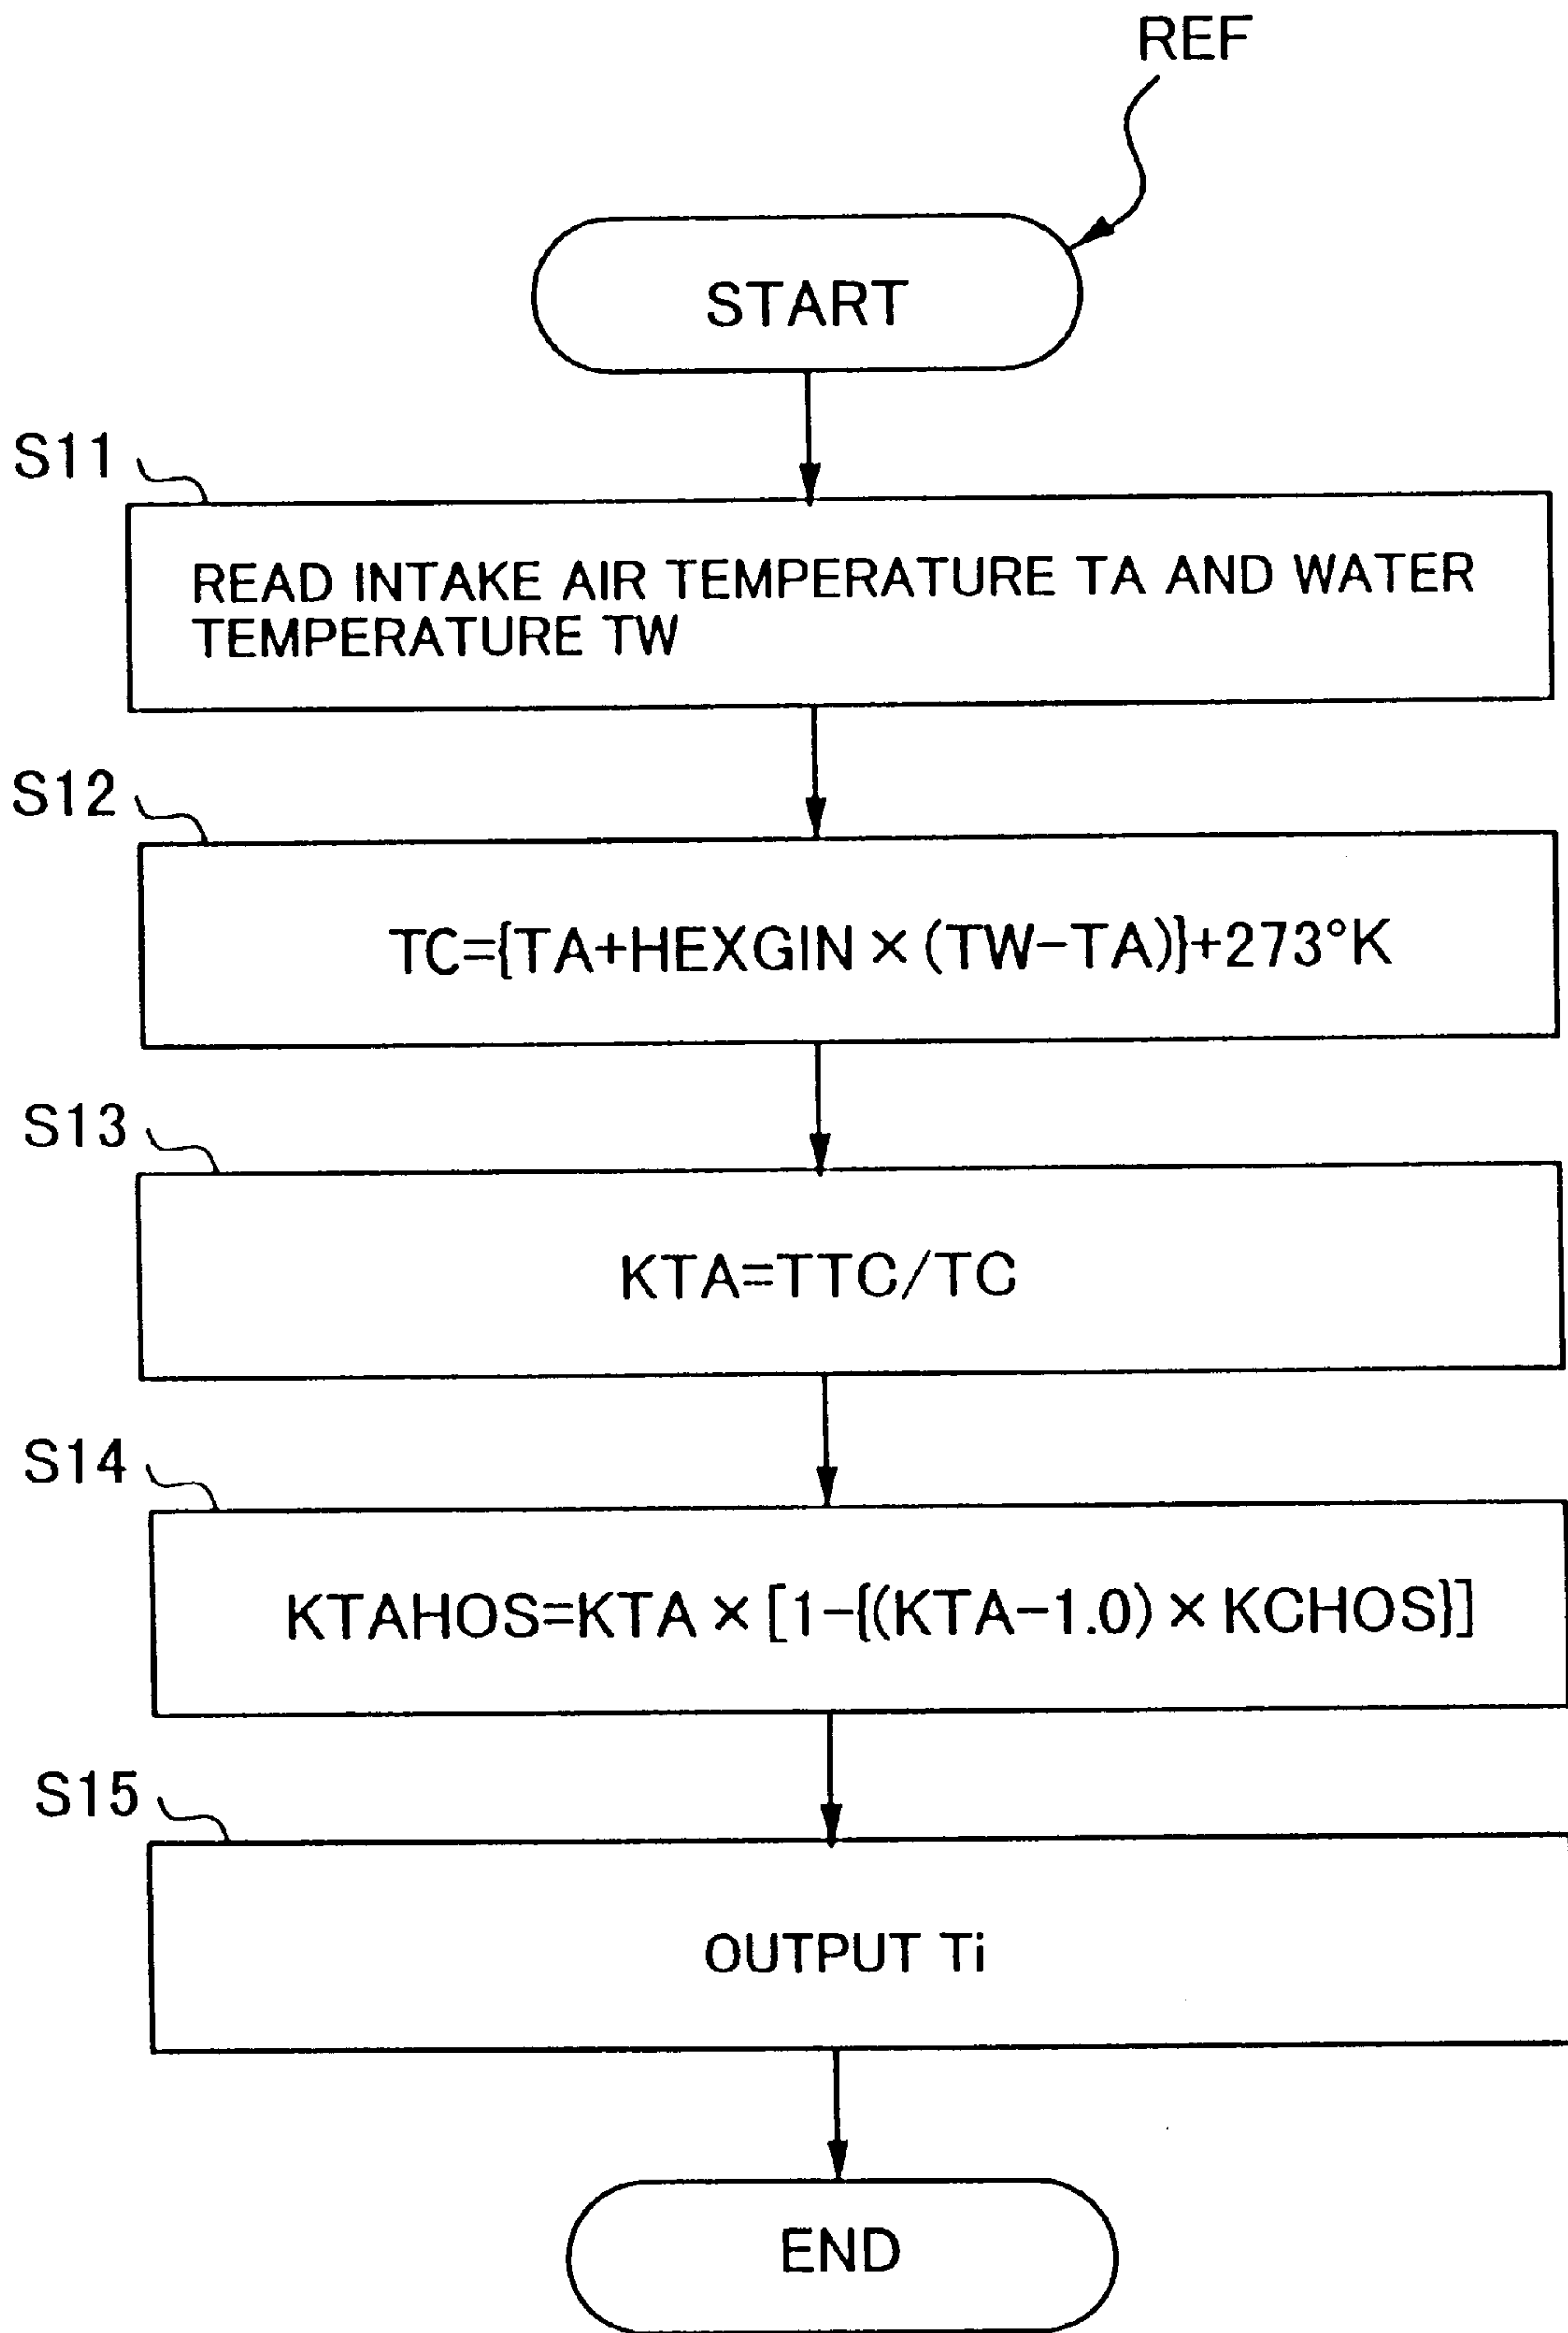 REF
START
S11
READ INTAKE AIR TEMPERATURE TA AND WATER
TEMPERATURE TW
S12
TC={TA+HEXGIN×(TW-TA)}+273°K
S13
KTA=TTC/TC
S14
KTAHOS=KTA×[1-{(KTA-1.0)×KCHOS}]
S15
OUTPUT Ti
END